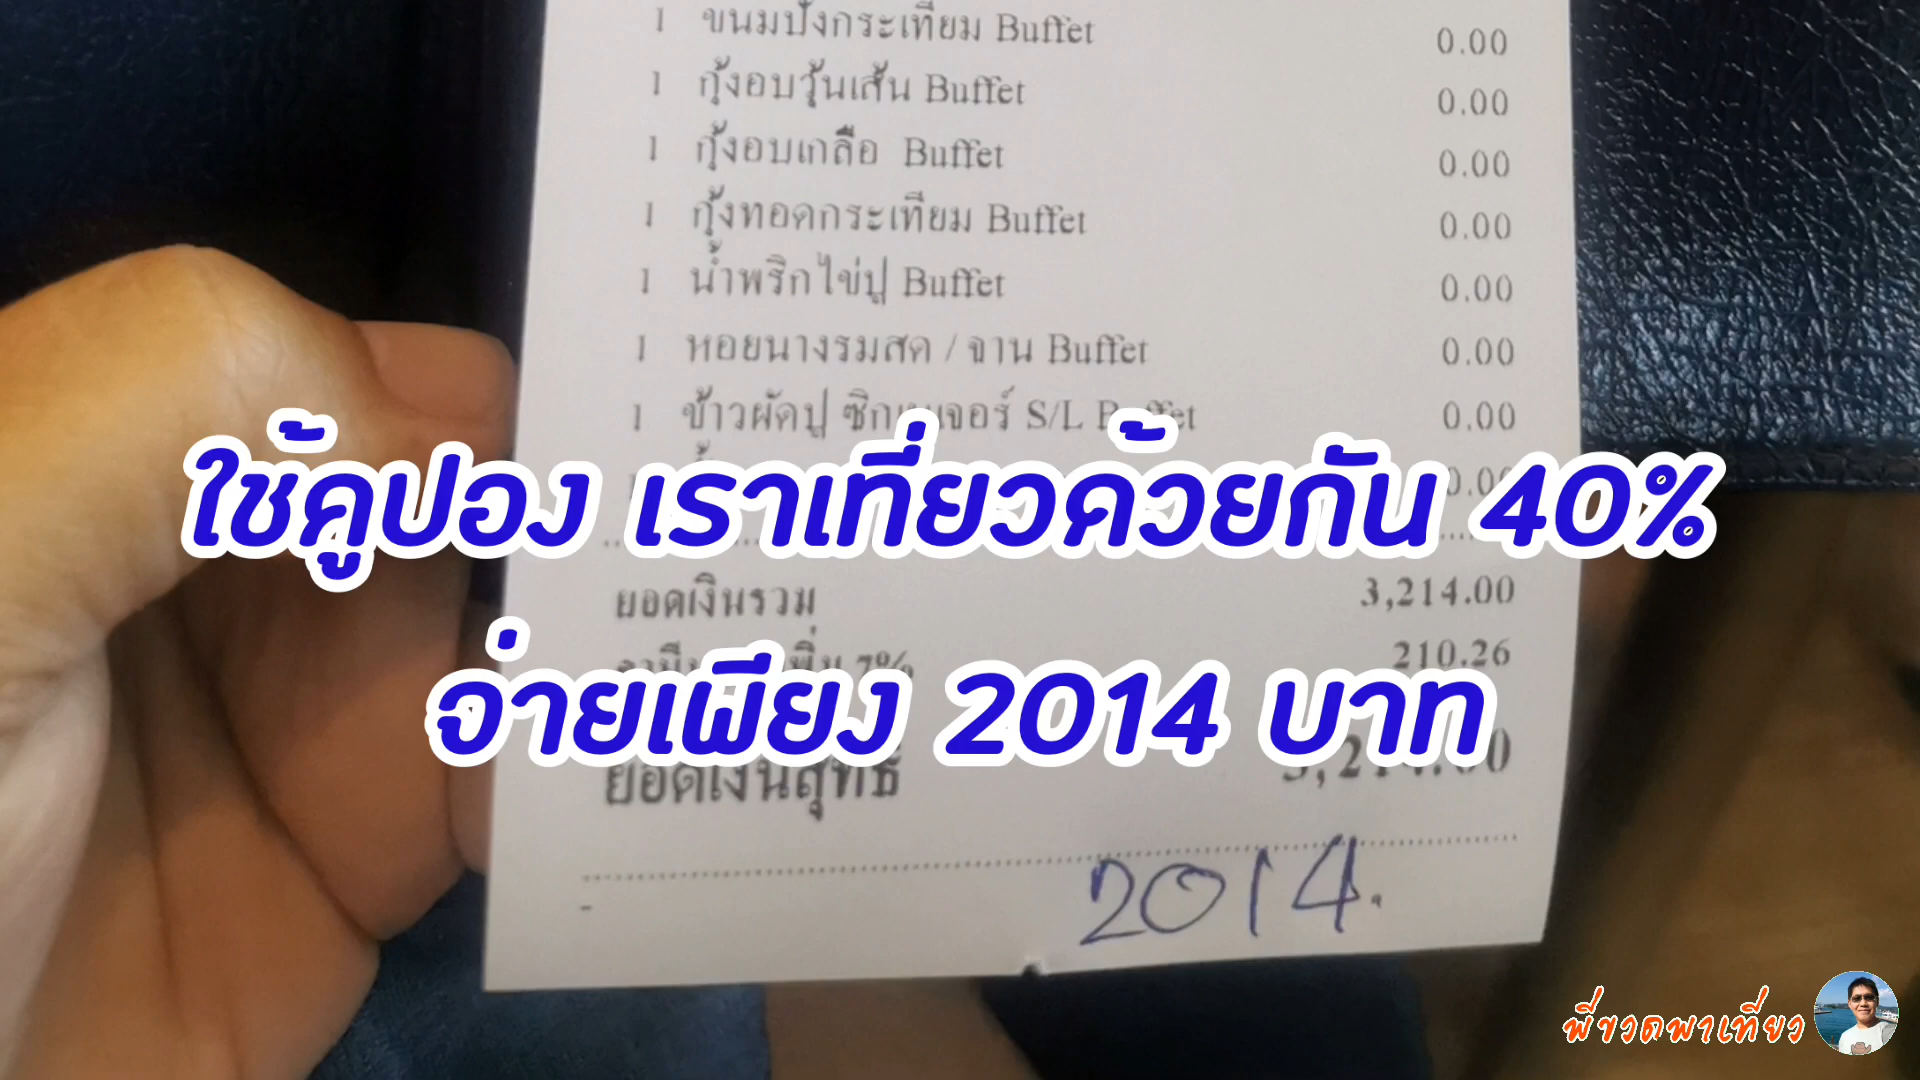 1 ขนมปังกระเทียม Buffet 0.00
1 กุ้งอบวุ้นเส้น Buffet 0.00
1 กุ้งอบเกลือ Buffet 0.00
1 กุ้งทอดกระเทียม Buffet 0.00
1 น้ำพริกไข่ปู Buffet 0.00
1 หอยนางรมสด / จาน Buffet 0.00
1 ข้าวผัดปู S/L 0.00
ใช้คู้ปอง เราเที่ยวค้วยกัน 40%
ยอดเงินรวม 3,214.00
7% 210.26
จ่ายเผียง 2014 บาท
ยอดเงินสุทธิ 3,214.00
2014.
พี่ขวดพาเที่ยว